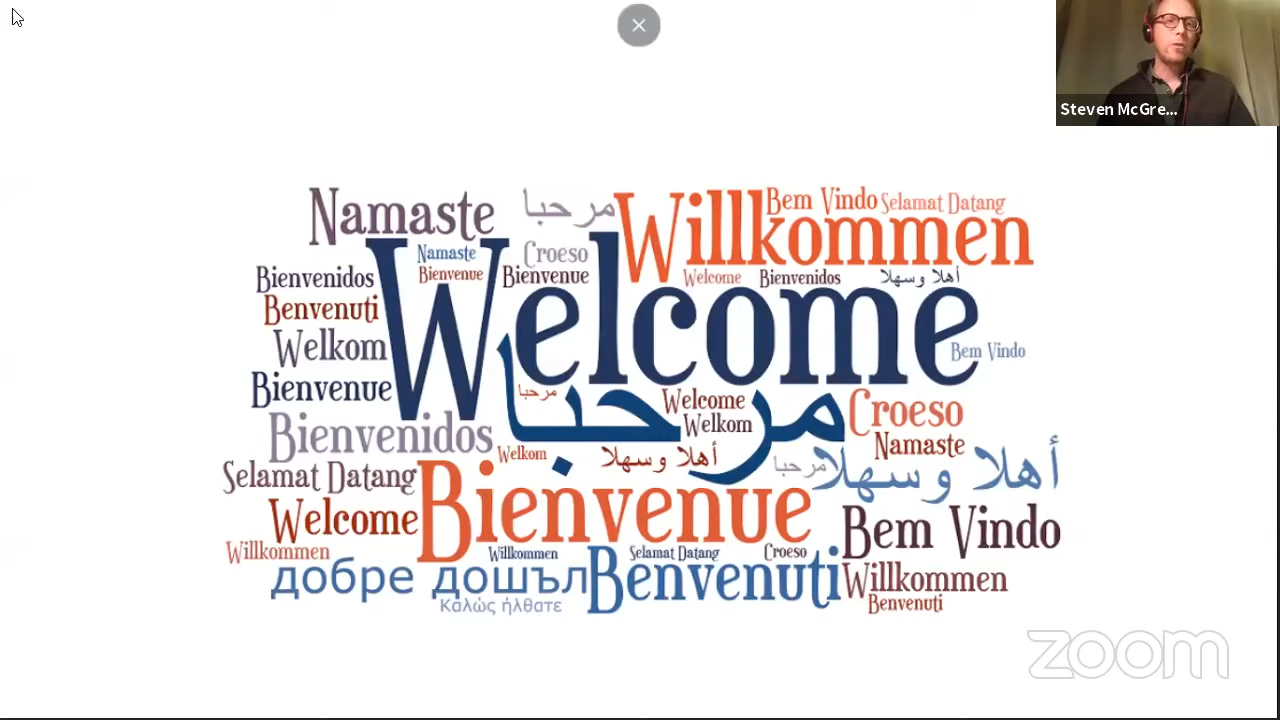 Steven McGre...
Namaste
مرحبا
Willkommen
Bem Vindo
Selamat Datang
Namaste
Croeso
Bienvenidos
Bienvenue
Bienvenue
Welcome
Bienvenidos
أهلا وسهلا
Welcome
Benvenuti
Welkom
Bem Vindo
Bienvenue
مرحبا
مرحبا
Welcome
Welkom
Croeso
Bienvenidos
Namaste
Welkom
أهلا وسهلا
مرحبا
أهلا وسهلا
Selamat Datang
Bienvenue
Welcome
Bem Vindo
Willkommen
Willkommen
Selamat Datang
Croeso
добре дошъл
Benvenuti
Willkommen
Καλώς ήλθατε
Benvenuti
zoom